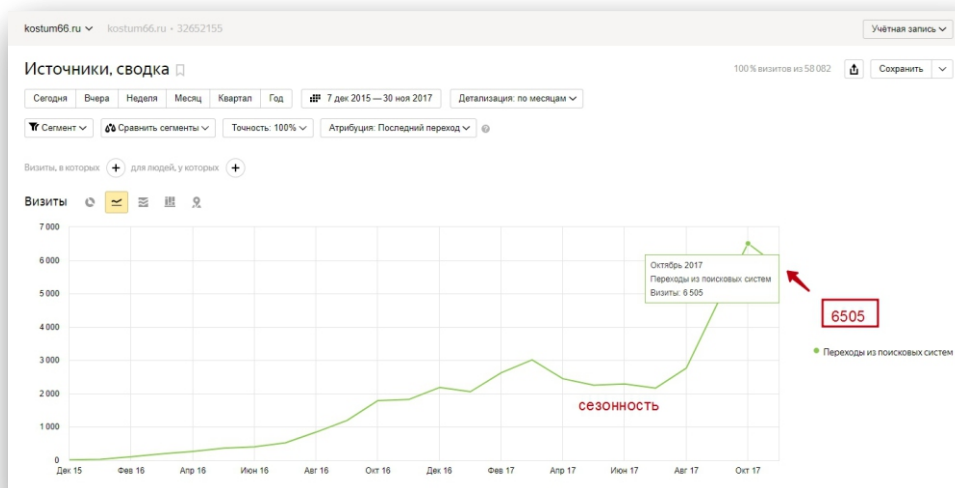 kostum66.ru kostum66.ru • 32652155 Учётная запись
Источники, сводка 100% визитов из 58 082 Сохранить
Сегодня Вчера Неделя Месяц Квартал Год 7 дек 2015 — 30 ноя 2017 Детализация: по месяцам
Сегмент Сравнить сегменты Точность: 100% Атрибуция: Последний переход
Визиты, в которых + для людей, у которых +
Визиты
7 000
6 000
Октябрь 2017
Переходы из поисковых систем
Визиты: 6 505
5 000
6505
4 000
Переходы из поисковых систем
3 000
2 000
сезонность
1 000
0
Дек 15 Фев 16 Апр 16 Июн 16 Авг 16 Окт 16 Дек 16 Фев 17 Апр 17 Июн 17 Авг 17 Окт 17